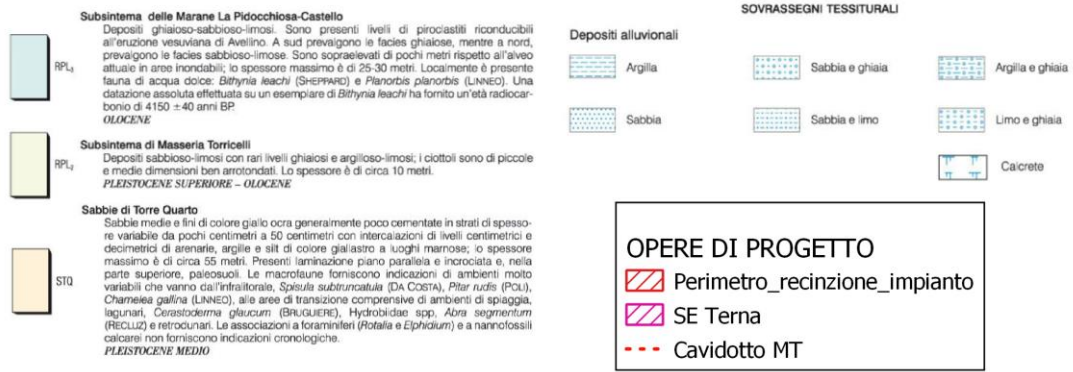 Subsintema delle Marane La Pidocchiosa-Castello
Depositi ghiaioso-sabbioso-limosi. Sono presenti livelli di piroclastiti riconducibili
all'eruzione vesuviana di Avellino. A sud prevalgono le facies ghiaiose, mentre a nord,
prevalgono le facies sabbioso-limose. Sono sopraelevati di pochi metri rispetto all'alveo
attuale in aree inondabili; lo spessore massimo è di 25-30 metri. Localmente è presente
fauna di acqua dolce: Bithynia leachi (SHEPPARD) e Planorbis planorbis (LINNEO). Una
datazione assoluta effettuata su un esemplare di Bithynia leachi ha fornito un'età radiocar-
bonio di 4150 ±40 anni BP.
OLOCENE
RPL₃
Subsintema di Masseria Torricelli
Depositi sabbioso-limosi con rari livelli ghiaiosi e argilloso-limosi; i ciottoli sono di piccole
e medie dimensioni ben arrotondati. Lo spessore è di circa 10 metri.
PLEISTOCENE SUPERIORE – OLOCENE
RPL₂
Sabbie di Torre Quarto
Sabbie medie e fini di colore giallo ocra generalmente poco cementate in strati di spesso-
re variabile da pochi centimetri a 50 centimetri con intercalazioni di livelli centimetrici e
decimetrici di arenarie, argille e silt di colore giallastro a luoghi marnose; lo spessore
massimo è di circa 55 metri. Presenti laminazione piano parallela e incrociata e, nella
parte superiore, paleosuoli. Le macrofaune forniscono indicazioni di ambienti molto
variabili che vanno dall'infralitorale, Spisula subtruncatula (DA COSTA), Pitar rudis (POLI),
Chameiea gallina (LINNEO), alle aree di transizione comprensive di ambienti di spiaggia,
lagunari, Cerastoderma glaucum (BRUGUIERE), Hydrobiidae spp, Abra segmentum
(RECLUZ) e retrodunari. Le associazioni a foraminiferi (Rotalia e Elphidium) e a nannofossili
calcarei non forniscono indicazioni cronologiche.
PLEISTOCENE MEDIO
STQ
SOVRASSEGNI TESSITURALI
Depositi alluvionali
Argilla
Sabbia e ghiaia
Argilla e ghiaia
Sabbia
Sabbia e limo
Limo e ghiaia
Calcrete
OPERE DI PROGETTO
Perimetro_recinzione_impianto
SE Terna
Cavidotto MT